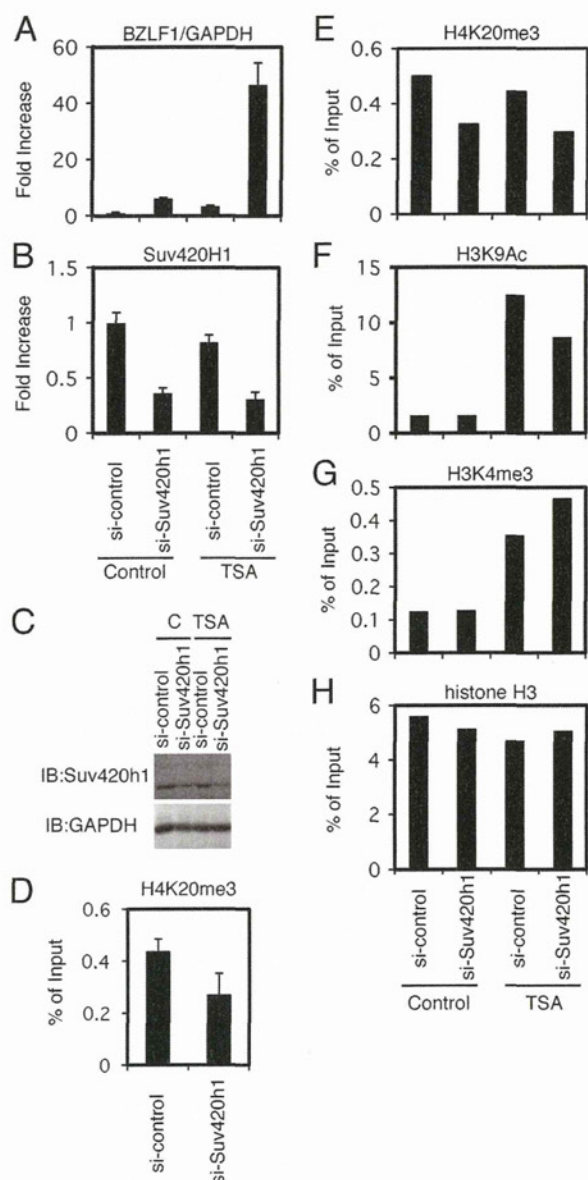 A
BZLF1/GAPDH
Fold Increase
60
40
20
0
B
Suv420H1
Fold Increase
1.5
1
0.5
0
si-control
si-Suv420h1
si-control
si-Suv420h1
Control
TSA
C
C TSA
si-control
si-Suv420h1
si-control
si-Suv420h1
IB:Suv420h1
IB:GAPDH
D
H4K20me3
% of Input
0.6
0.4
0.2
0
si-control
si-Suv420h1
E
H4K20me3
% of Input
0.6
0.4
0.2
0
F
H3K9Ac
% of Input
15
10
5
0
G
H3K4me3
% of Input
0.5
0.4
0.3
0.2
0.1
0
H
histone H3
% of Input
6
4
2
0
si-control
si-Suv420h1
si-control
si-Suv420h1
Control
TSA